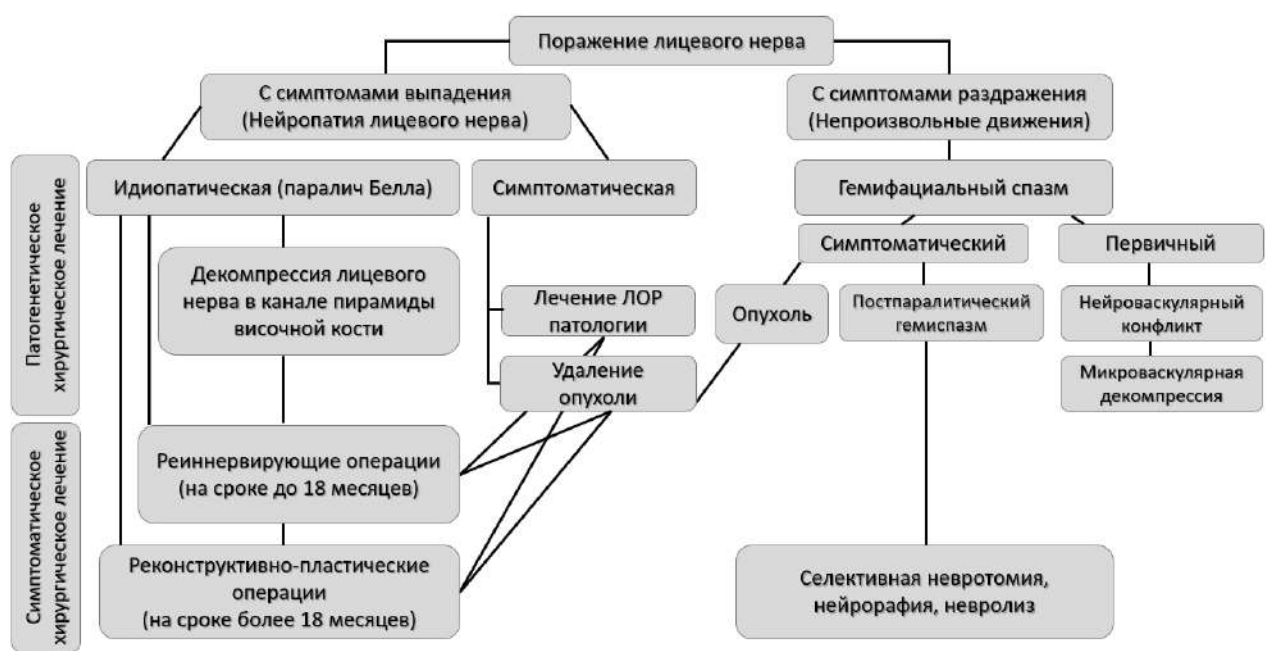 Поражение лицевого нерва
С симптомами выпадения
(Нейропатия лицевого нерва)
С симптомами раздражения
(Непроизвольные движения)
Патогенетическое
хирургическое лечение
Идиопатическая (паралич Белла)
Симптоматическая
Гемифациальный спазм
Симптоматический
Первичный
Декомпрессия лицевого
нерва в канале пирамиды
височной кости
Лечение ЛОР
патологии
Опухоль
Постпаралитический
гемиспазм
Нейроваскулярный
конфликт
Удаление
опухоли
Микроваскулярная
декомпрессия
Симптоматическое
хирургическое лечение
Реиннервирующие операции
(на сроке до 18 месяцев)
Реконструктивно-пластические
операции
(на сроке более 18 месяцев)
Селективная невротомия,
нейрорафия, невролиз